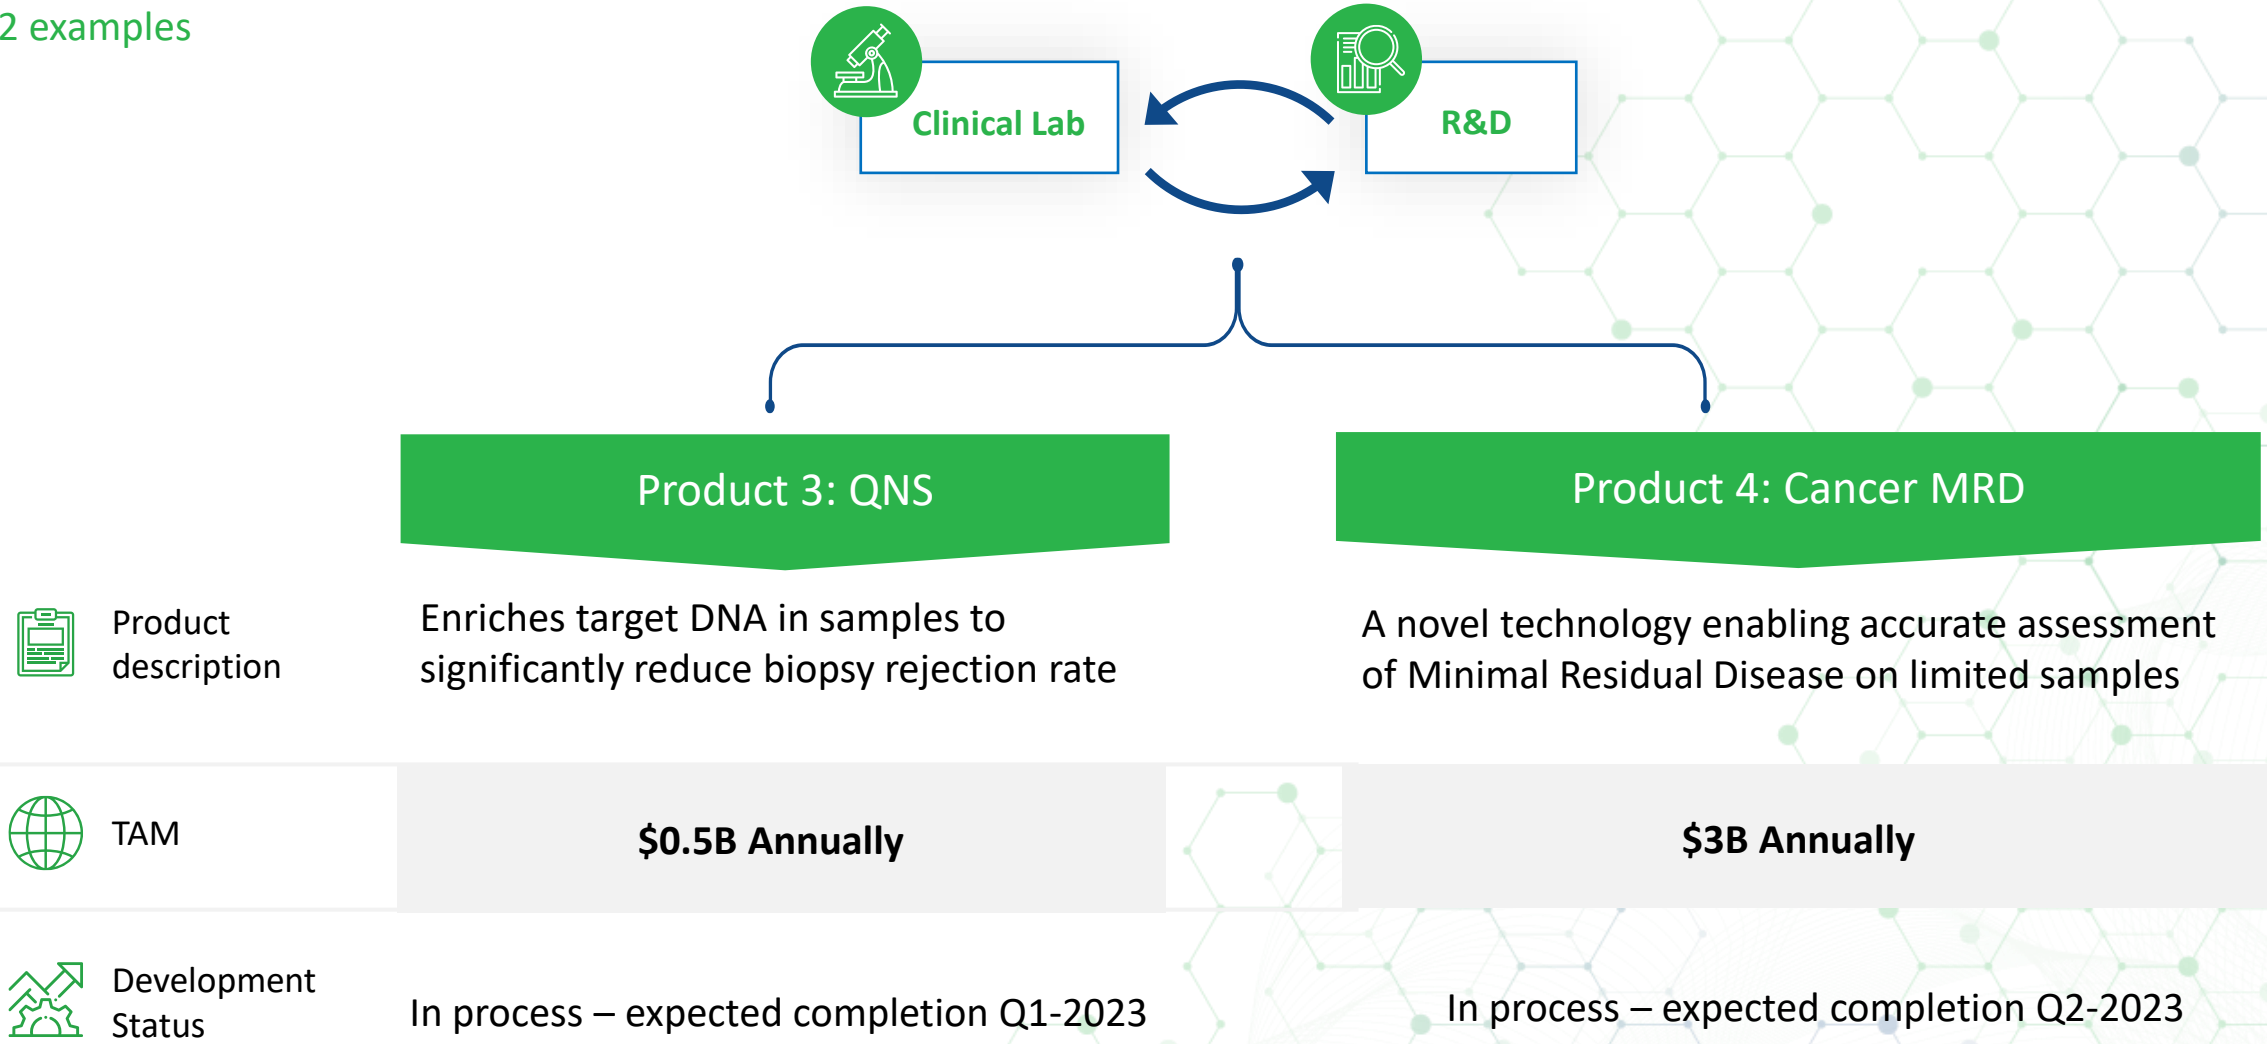 2 examples
Clinical Lab
R&D
Product 3: QNS
Product 4: Cancer MRD
Product
description
Enriches target DNA in samples to
significantly reduce biopsy rejection rate
A novel technology enabling accurate assessment
of Minimal Residual Disease on limited samples
TAM
$0.5B Annually
$3B Annually
Development
Status
In process – expected completion Q1-2023
In process – expected completion Q2-2023